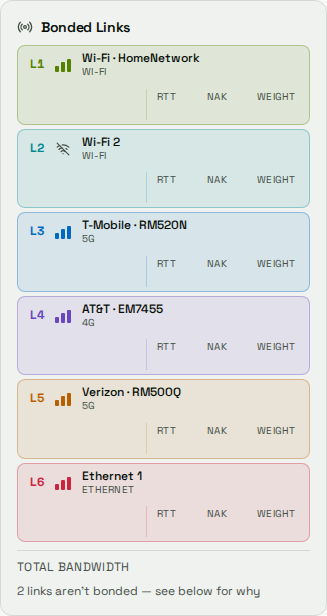 Bonded Links
L1 Wi-Fi · HomeNetwork
WI-FI
RTT NAK WEIGHT
L2 Wi-Fi 2
WI-FI
RTT NAK WEIGHT
L3 T-Mobile · RM520N
5G
RTT NAK WEIGHT
L4 AT&T · EM7455
4G
RTT NAK WEIGHT
L5 Verizon · RM500Q
5G
RTT NAK WEIGHT
L6 Ethernet 1
ETHERNET
RTT NAK WEIGHT
TOTAL BANDWIDTH
2 links aren't bonded — see below for why